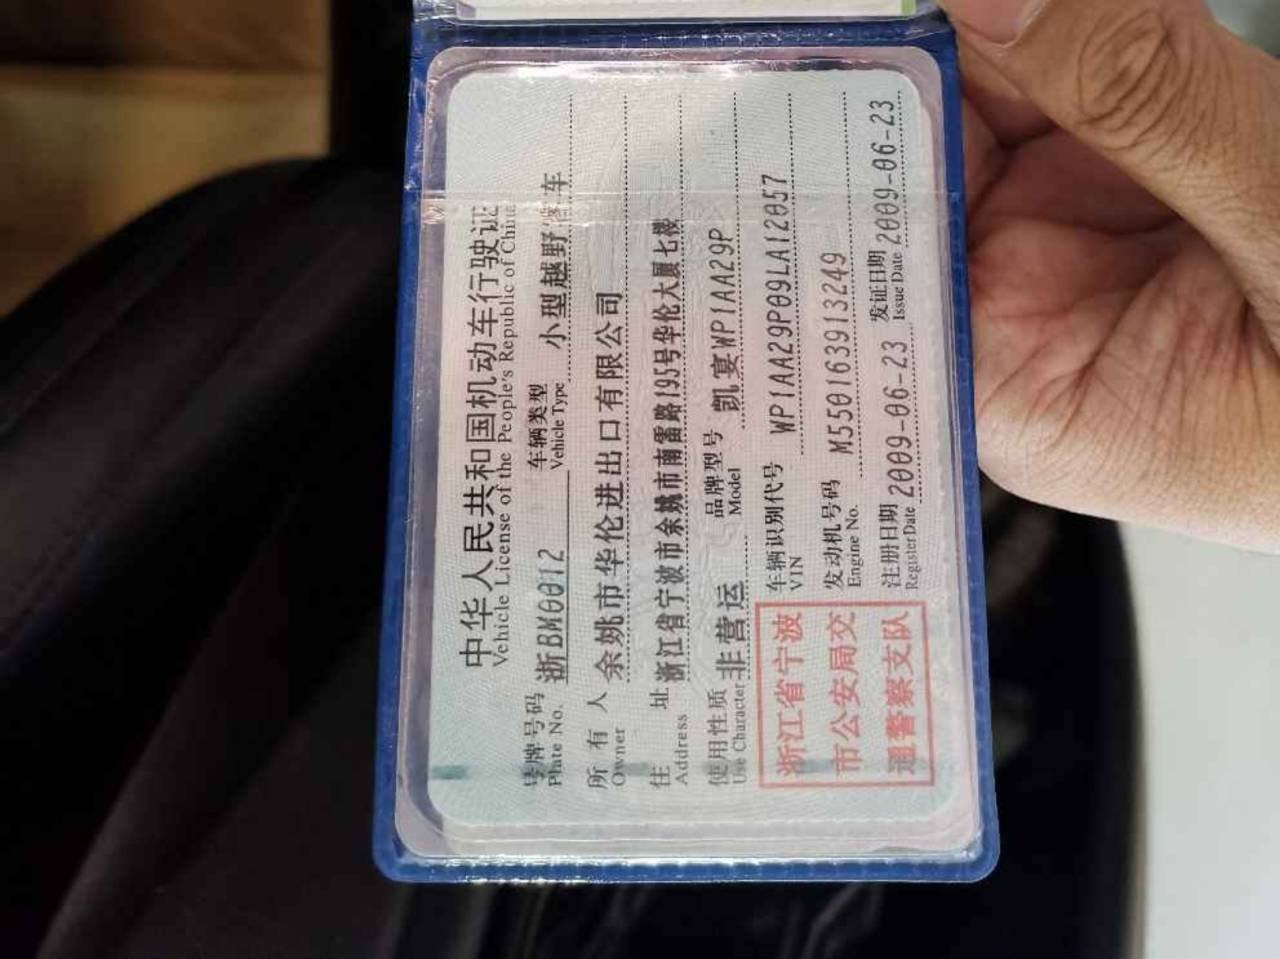 中华人民共和国机动车行驶证
Vehicle License of the People's Republic of China
号牌号码 浙BM0012 车辆类型 小型越野客车
Plate No. Vehicle Type
所有人 余姚市华伦进出口有限公司
Owner
住址 浙江省宁波市余姚市南雷路195号华伦大厦七楼
Address
使用性质 非营运 品牌型号 凯宴WP1AA29P
Use Character Model
车辆识别代号 WP1AA29P09LA12057
VIN
发动机号码 M550163913249
Engine No.
注册日期 2009-06-23 发证日期 2009-06-23
Register Date Issue Date
浙江省宁波
市公安局交
通警察支队